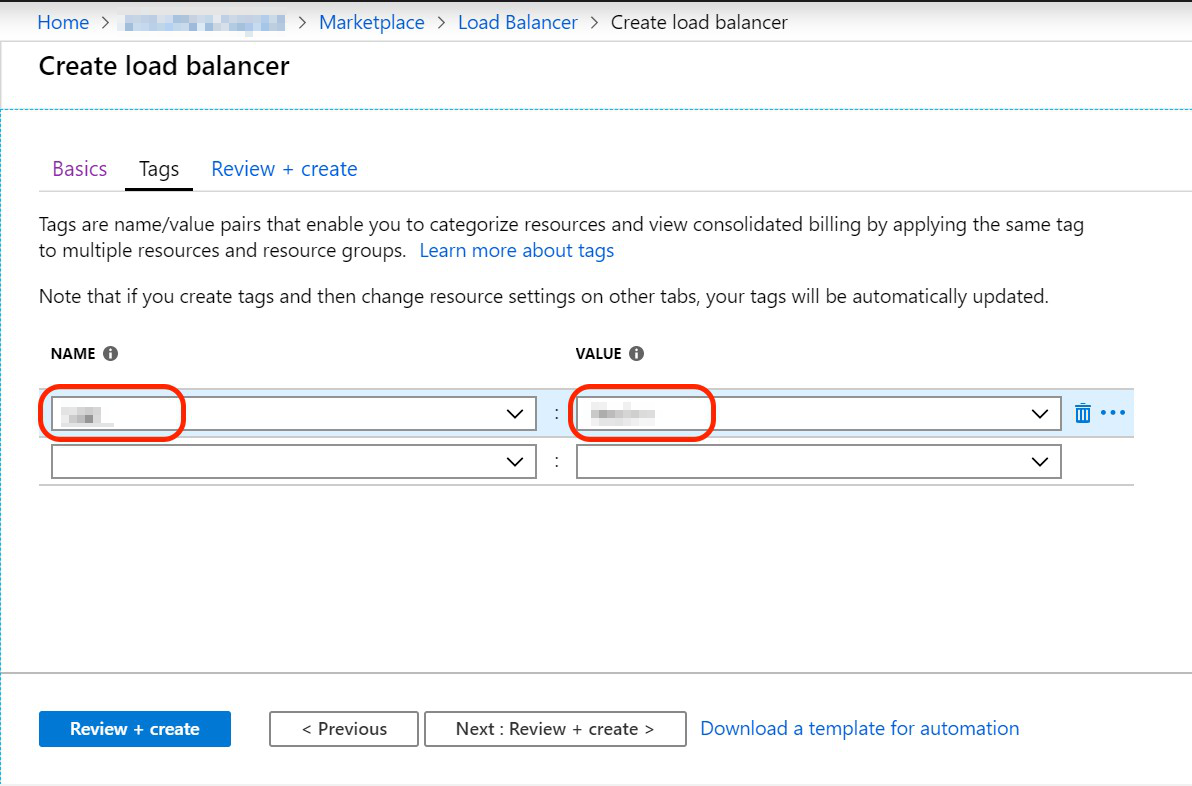 Home > > Marketplace > Load Balancer > Create load balancer
Create load balancer
Basics Tags Review + create
Tags are name/value pairs that enable you to categorize resources and view consolidated billing by applying the same tag
to multiple resources and resource groups. Learn more about tags
Note that if you create tags and then change resource settings on other tabs, your tags will be automatically updated.
NAME VALUE
:
:
Review + create < Previous Next : Review + create > Download a template for automation